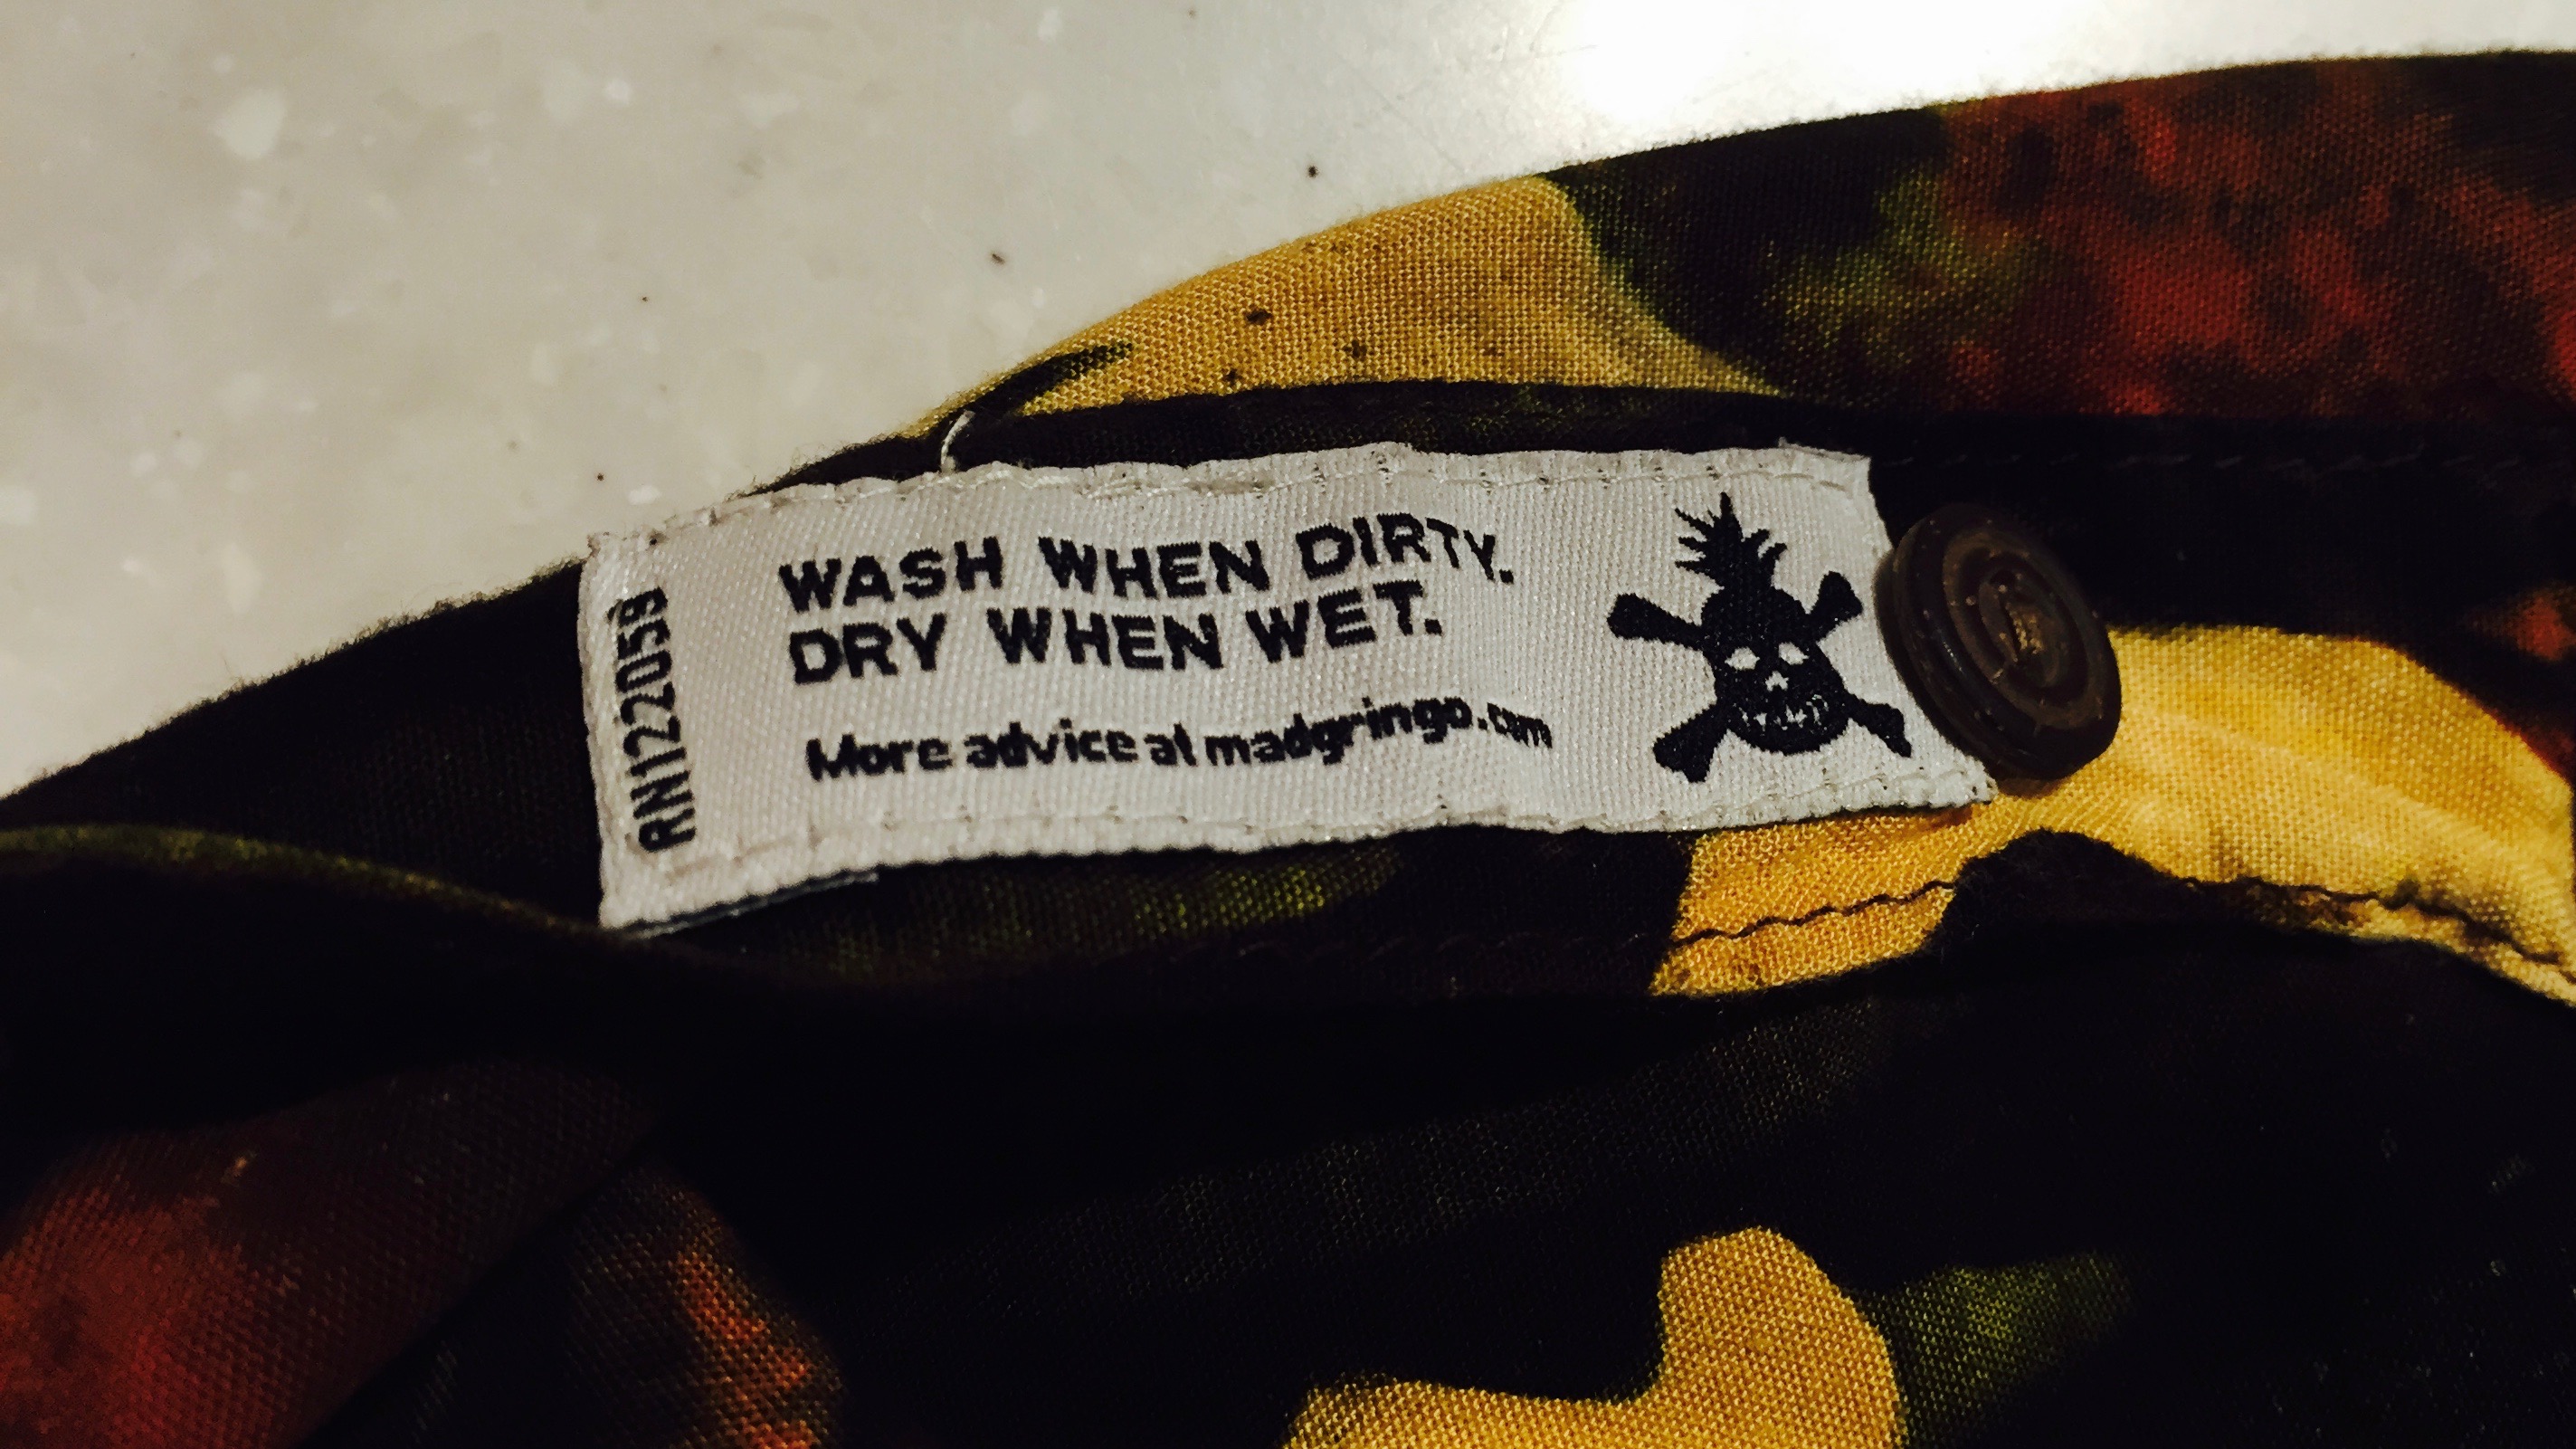 RN122059
WASH WHEN DIRTY.
DRY WHEN WET.
More advice at madgringo.com